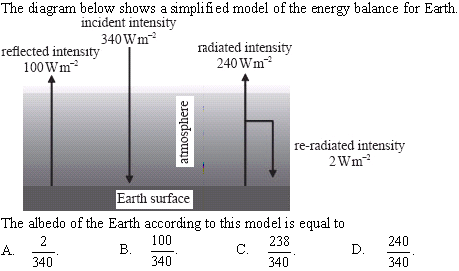 The diagram below shows a simplified model of the energy balance for Earth.
incident intensity
340 W m⁻²
reflected intensity
100 W m⁻²
radiated intensity
240 W m⁻²
atmosphere
re-radiated intensity
2 W m⁻²
Earth surface
The albedo of the Earth according to this model is equal to
A. 2/340. B. 100/340. C. 238/340. D. 240/340.